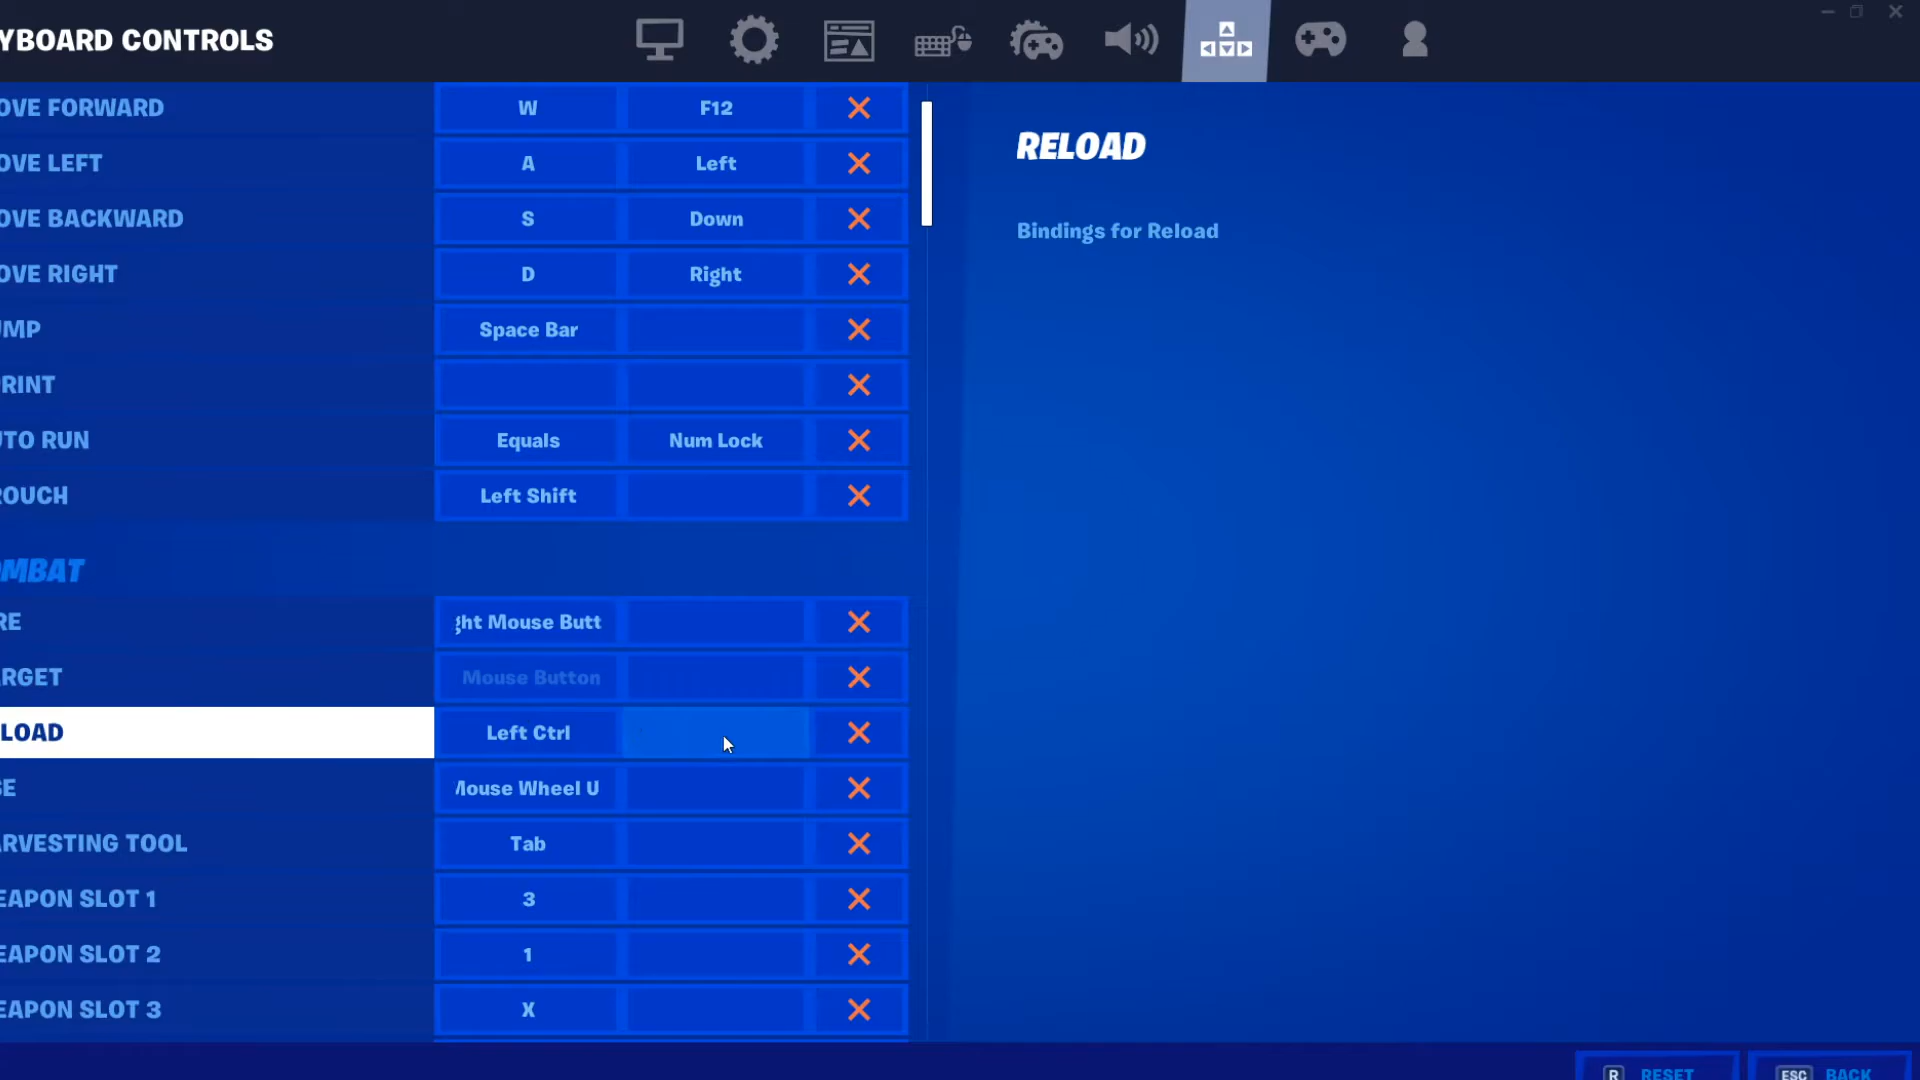 YBOARD CONTROLS
OVE FORWARD W F12
OVE LEFT A Left
OVE BACKWARD S Down
OVE RIGHT D Right
UMP Space Bar
RINT
UTO RUN Equals Num Lock
ROUCH Left Shift
OMBAT
RE ght Mouse Butt
ARGET Mouse Button
LOAD Left Ctrl
SE Mouse Wheel U
ARVESTING TOOL Tab
EAPON SLOT 1 3
EAPON SLOT 2 1
EAPON SLOT 3 X
RELOAD
Bindings for Reload
R RESET ESC BACK